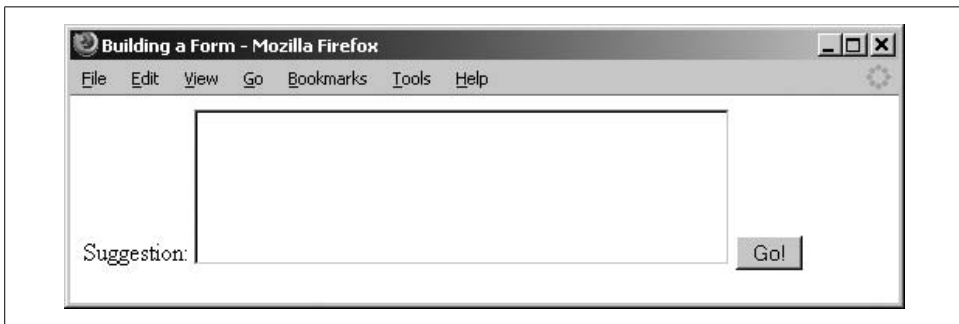 Building a Form - Mozilla Firefox
File Edit View Go Bookmarks Tools Help
Suggestion: Go!